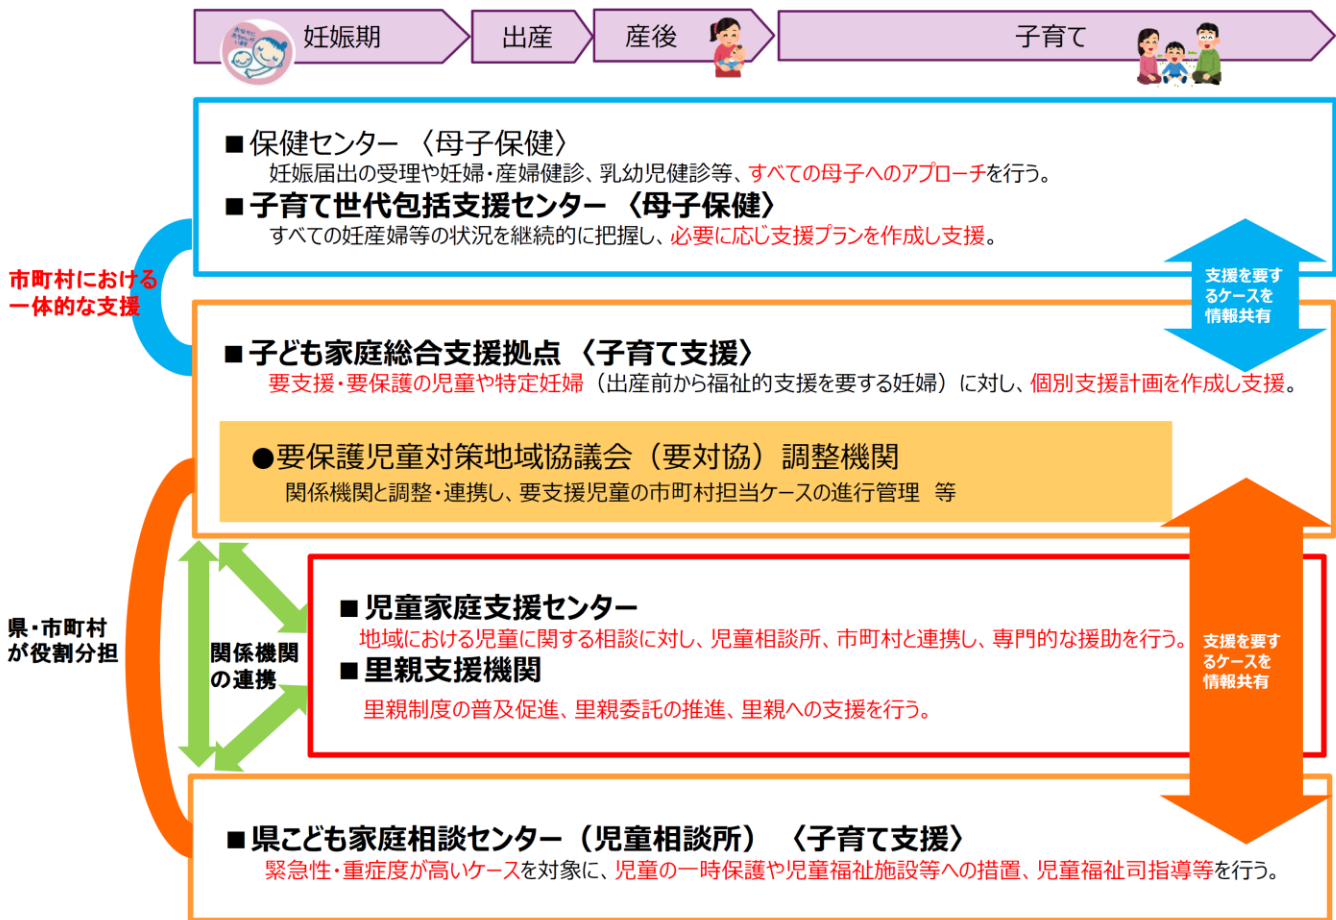 妊娠期
出産
産後
子育て
■保健センター 〈母子保健〉
妊娠届出の受理や妊婦・産婦健診、乳幼児健診等、すべての母子へのアプローチを行う。
■子育て世代包括支援センター 〈母子保健〉
すべての妊産婦等の状況を継続的に把握し、必要に応じ支援プランを作成し支援。
市町村における
一体的な支援
支援を要す
るケースを
情報共有
■子ども家庭総合支援拠点 〈子育て支援〉
要支援・要保護の児童や特定妊婦（出産前から福祉的支援を要する妊婦）に対し、個別支援計画を作成し支援。
●要保護児童対策地域協議会（要対協）調整機関
関係機関と調整・連携し、要支援児童の市町村担当ケースの進行管理 等
県・市町村
が役割分担
関係機関
の連携
■児童家庭支援センター
地域における児童に関する相談に対し、児童相談所、市町村と連携し、専門的な援助を行う。
■里親支援機関
里親制度の普及促進、里親委託の推進、里親への支援を行う。
支援を要す
るケースを
情報共有
■県こども家庭相談センター（児童相談所） 〈子育て支援〉
緊急性・重症度が高いケースを対象に、児童の一時保護や児童福祉施設等への措置、児童福祉司指導等を行う。